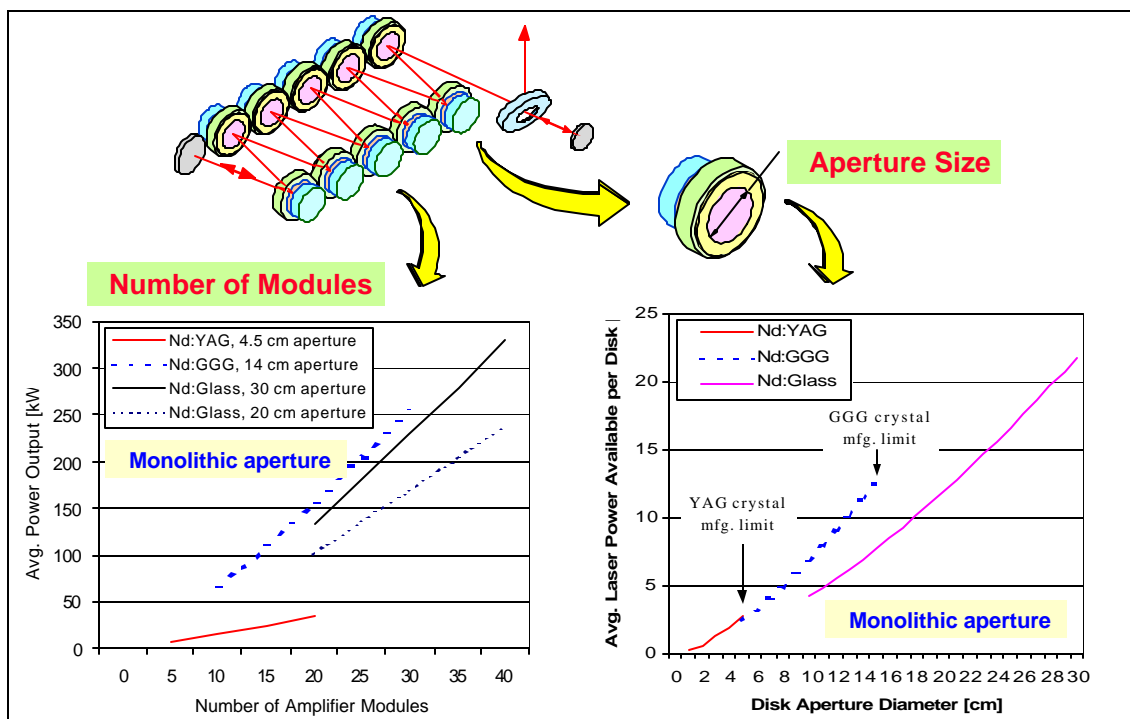 Aperture Size
Number of Modules
350
300
250
200
150
100
50
0
Avg. Power Output [kW
Nd:YAG, 4.5 cm aperture
Nd:GGG, 14 cm aperture
Nd:Glass, 30 cm aperture
Nd:Glass, 20 cm aperture
Monolithic aperture
0 5 10 15 20 25 30 35 40
Number of Amplifier Modules
25
20
15
10
5
0
Avg. Laser Power Available per Disk [
Nd:YAG
Nd:GGG
Nd:Glass
GGG crystal
mfg. limit
YAG crystal
mfg. limit
Monolithic aperture
0 2 4 6 8 10 12 14 16 18 20 22 24 26 28 30
Disk Aperture Diameter [cm]